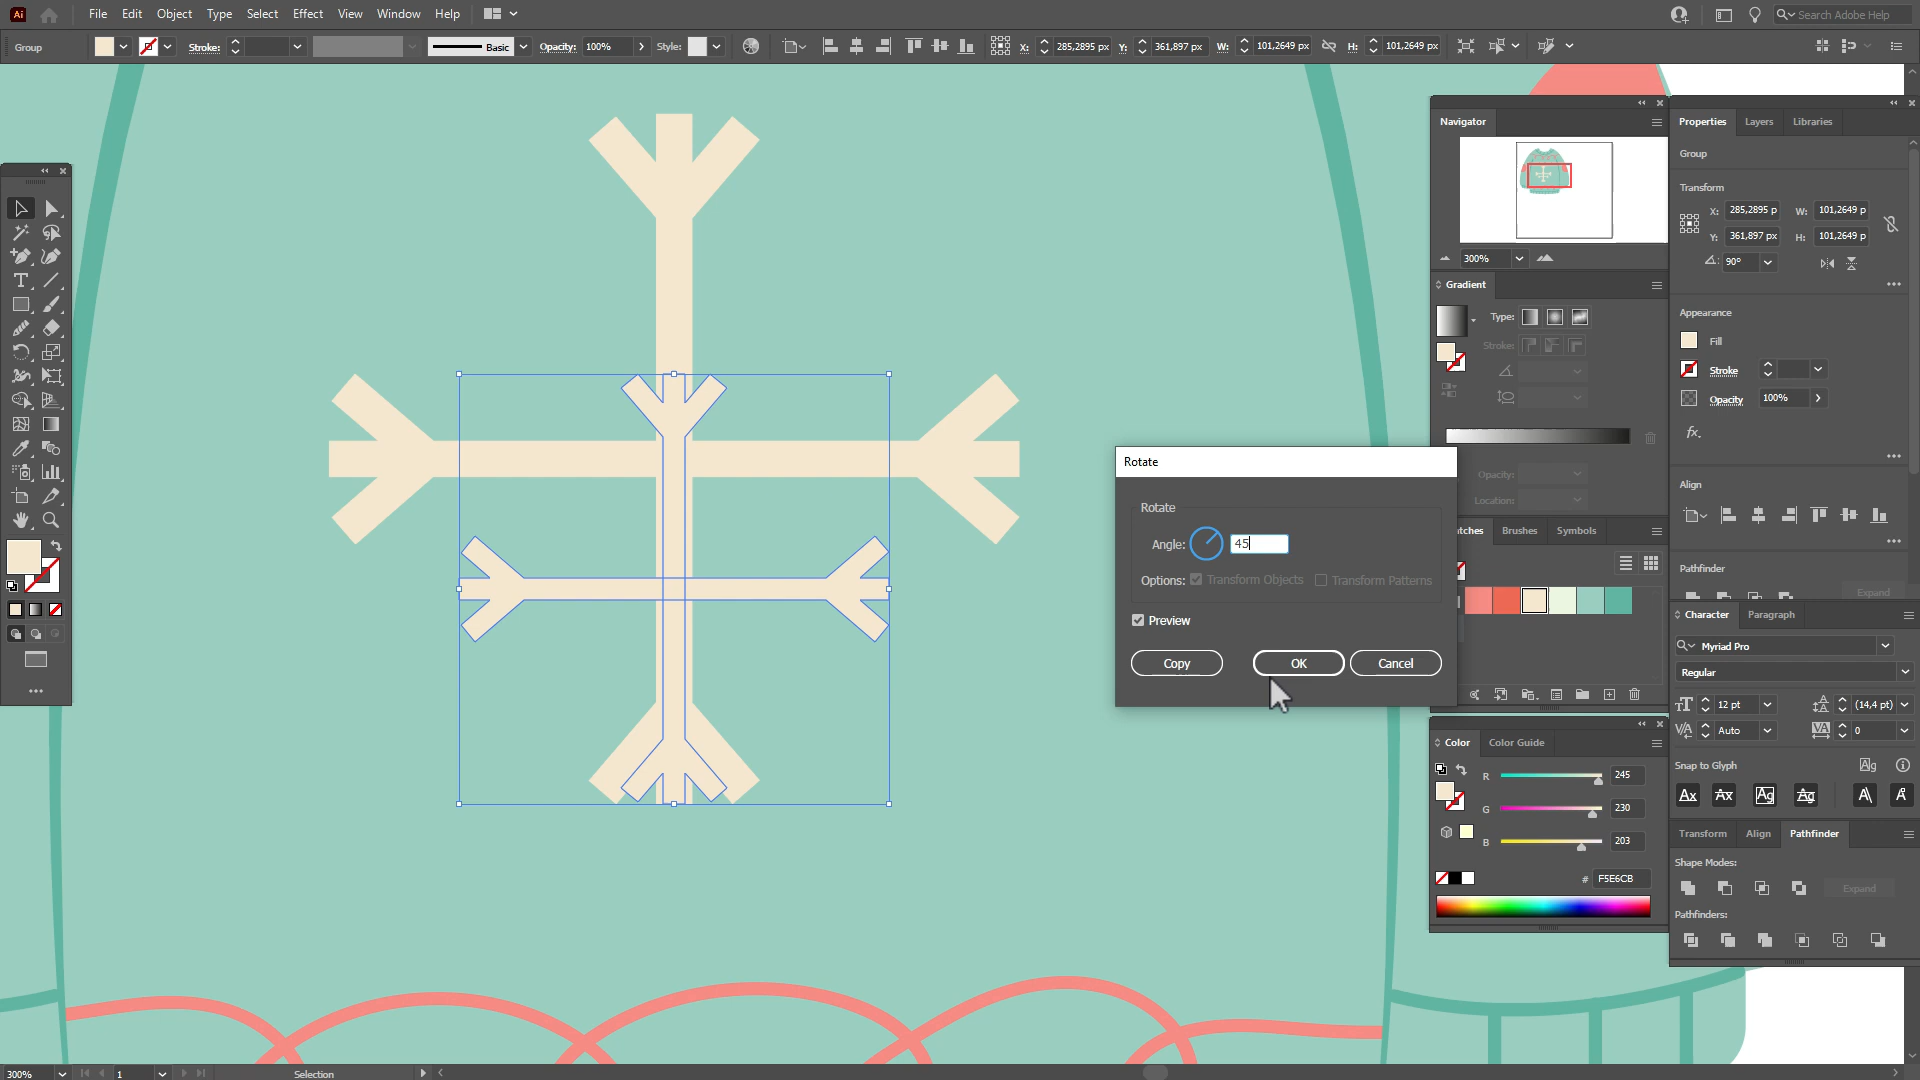 Ai File Edit Object Type Select Effect View Window Help Search Adobe Help
Group Stroke: Basic Opacity: 100% Style: X: 285,2895 px Y: 361,897 px W: 101,2649 px H: 101,2649 px
Navigator
300%
Gradient
Type:
Stroke:
Opacity:
Location:
tches Brushes Symbols
Color Color Guide
R 245
G 230
B 203
# F5E6CB
Properties Layers Libraries
Group
Transform
X: 285,2895 p W: 101,2649 p
Y: 361,897 px H: 101,2649 p
90°
Appearance
Fill
Stroke
Opacity 100%
fx.
Align
Pathfinder
Expand
Character Paragraph
Myriad Pro
Regular
12 pt (14,4 pt)
Auto 0
Snap to Glyph
Transform Align Pathfinder
Shape Modes:
Expand
Pathfinders:
Rotate
Rotate
Angle: 45
Options: Transform Objects Transform Patterns
Preview
Copy OK Cancel
300% 1 Selection